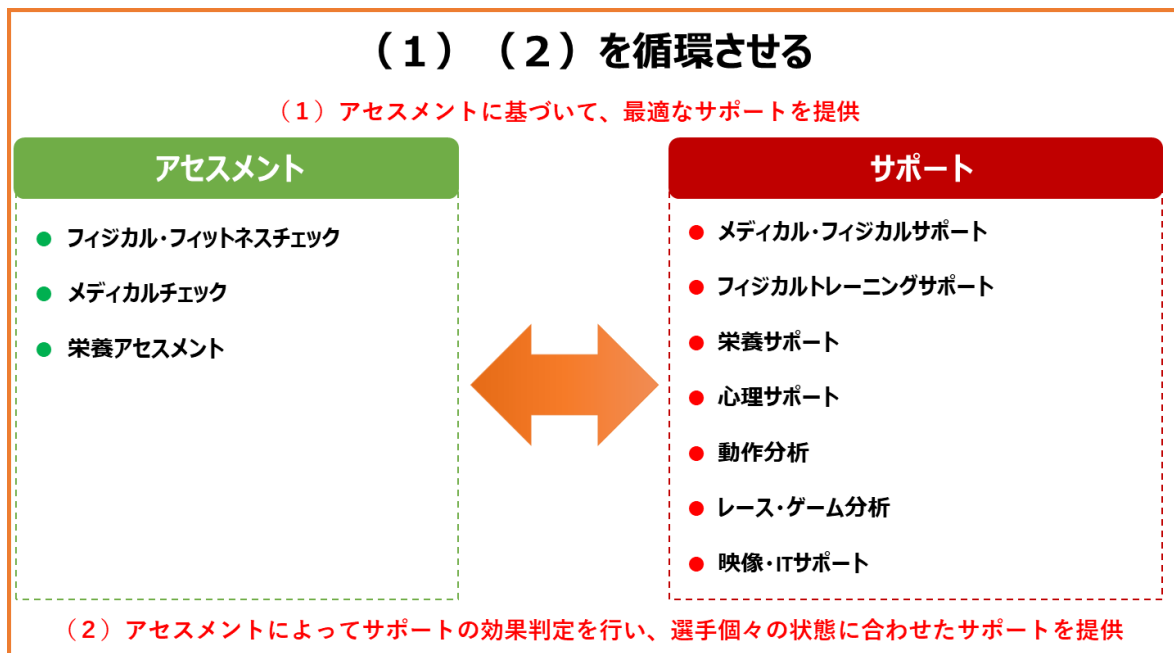 （１）（２）を循環させる
（１）アセスメントに基づいて、最適なサポートを提供
アセスメント
フィジカル・フィットネスチェック
メディカルチェック
栄養アセスメント
サポート
メディカル・フィジカルサポート
フィジカルトレーニングサポート
栄養サポート
心理サポート
動作分析
レース・ゲーム分析
映像・ITサポート
（２）アセスメントによってサポートの効果判定を行い、選手個々の状態に合わせたサポートを提供